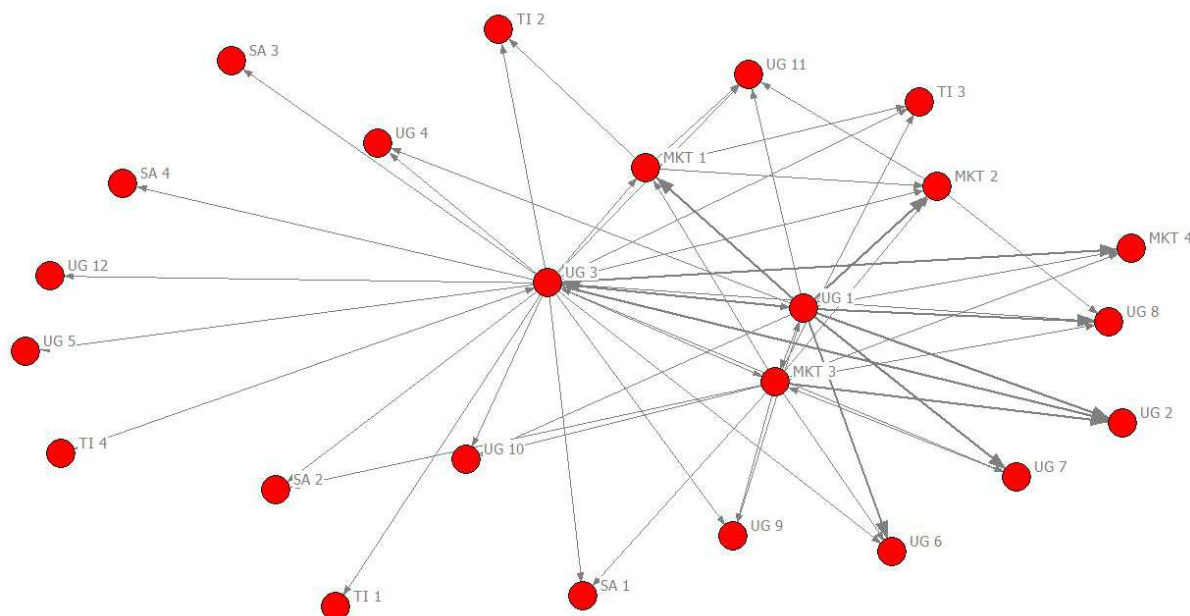 TI 2
SA 3
UG 11
TI 3
UG 4
MKT 1
SA 4
MKT 2
MKT 4
UG 12
UG 3
UG 1
UG 8
UG 5
MKT 3
UG 2
TI 4
UG 10
UG 7
SA 2
UG 9
UG 6
SA 1
TI 1